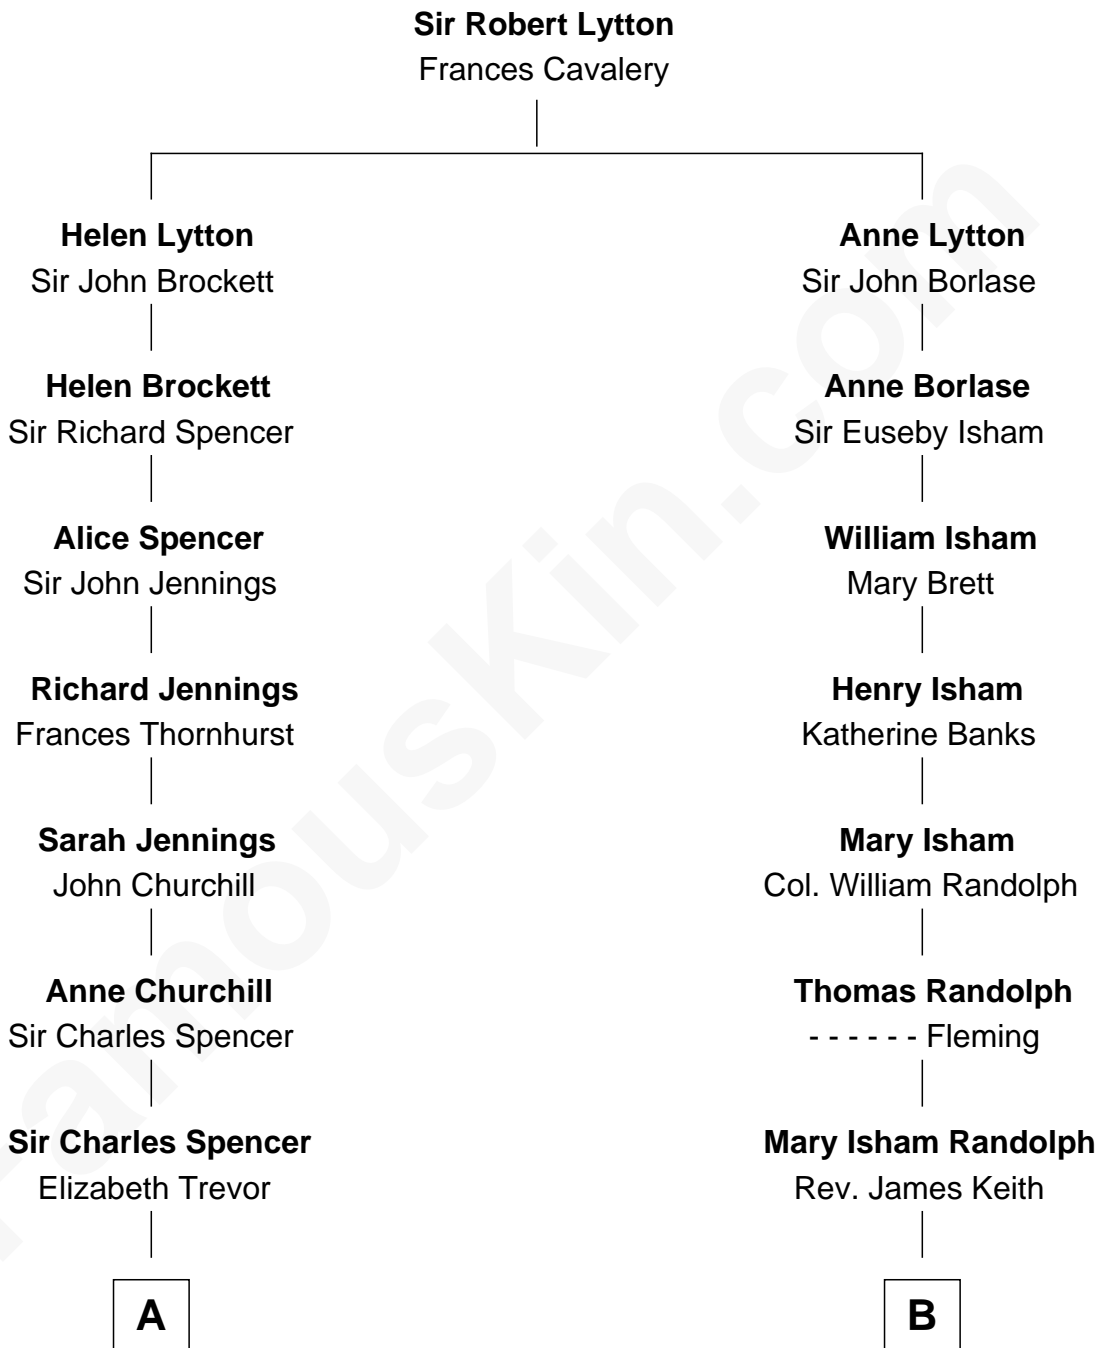 Sir Robert Lytton
Frances Cavalery
Helen Lytton
Sir John Brockett
Anne Lytton
Sir John Borlase
Helen Brockett
Sir Richard Spencer
Anne Borlase
Sir Euseby Isham
Alice Spencer
Sir John Jennings
William Isham
Mary Brett
Richard Jennings
Frances Thornhurst
Henry Isham
Katherine Banks
Sarah Jennings
John Churchill
Mary Isham
Col. William Randolph
Anne Churchill
Sir Charles Spencer
Thomas Randolph
- - - - - - Fleming
Sir Charles Spencer
Elizabeth Trevor
Mary Isham Randolph
Rev. James Keith
A
B
FamousKin.com